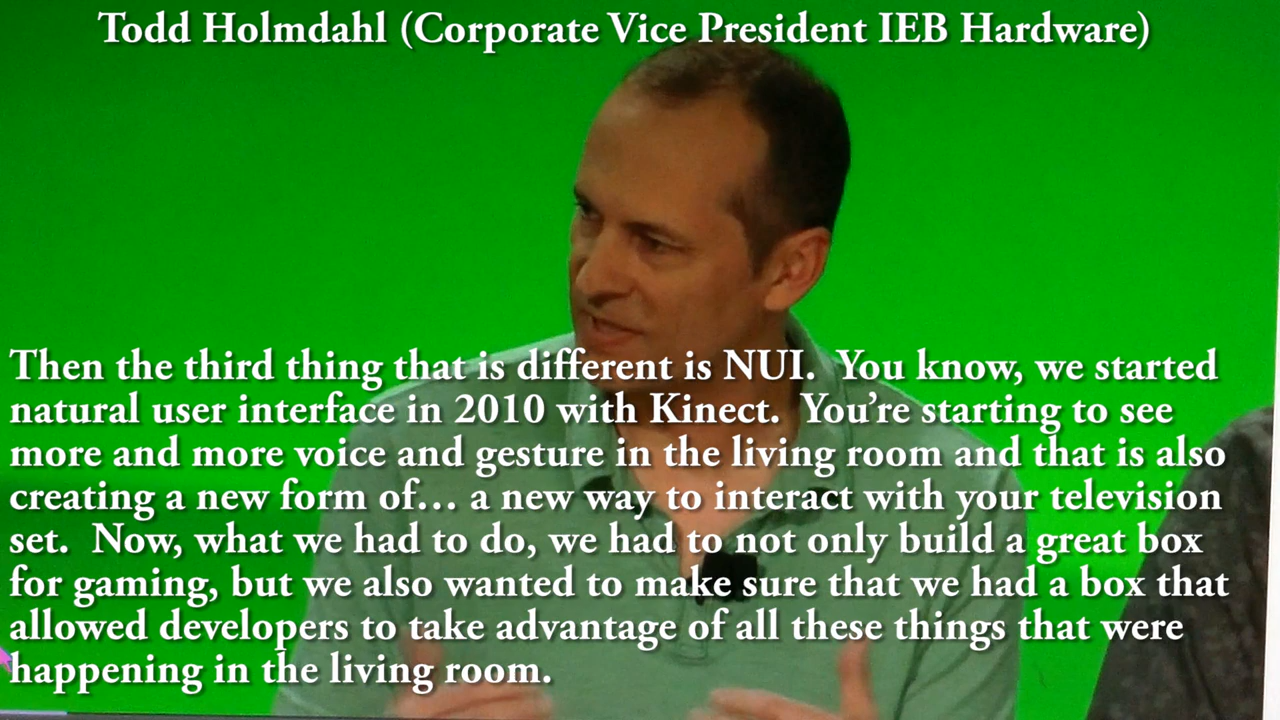 Todd Holmdahl (Corporate Vice President IEB Hardware)
Then the third thing that is different is NUI.  You know, we started
natural user interface in 2010 with Kinect.  You’re starting to see
more and more voice and gesture in the living room and that is also
creating a new form of… a new way to interact with your television
set.  Now, what we had to do, we had to not only build a great box
for gaming, but we also wanted to make sure that we had a box that
allowed developers to take advantage of all these things that were
happening in the living room.